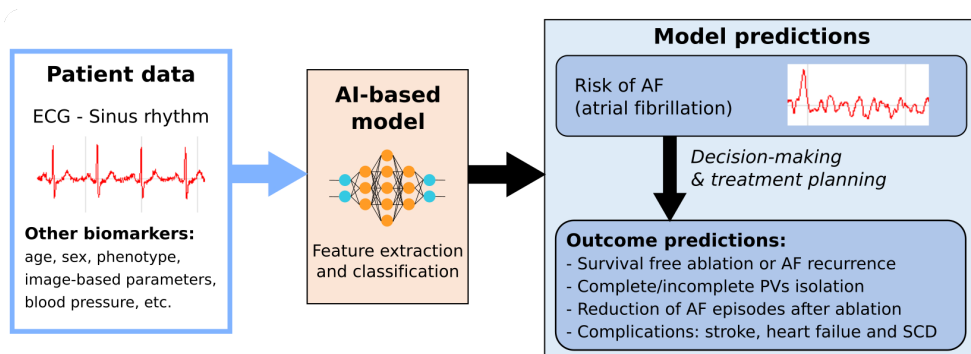 Patient data
ECG - Sinus rhythm
Other biomarkers:
age, sex, phenotype,
image-based parameters,
blood pressure, etc.
AI-based
model
Feature extraction
and classification
Model predictions
Risk of AF
(atrial fibrillation)
Decision-making
& treatment planning
Outcome predictions:
- Survival free ablation or AF recurrence
- Complete/incomplete PVs isolation
- Reduction of AF episodes after ablation
- Complications: stroke, heart failue and SCD